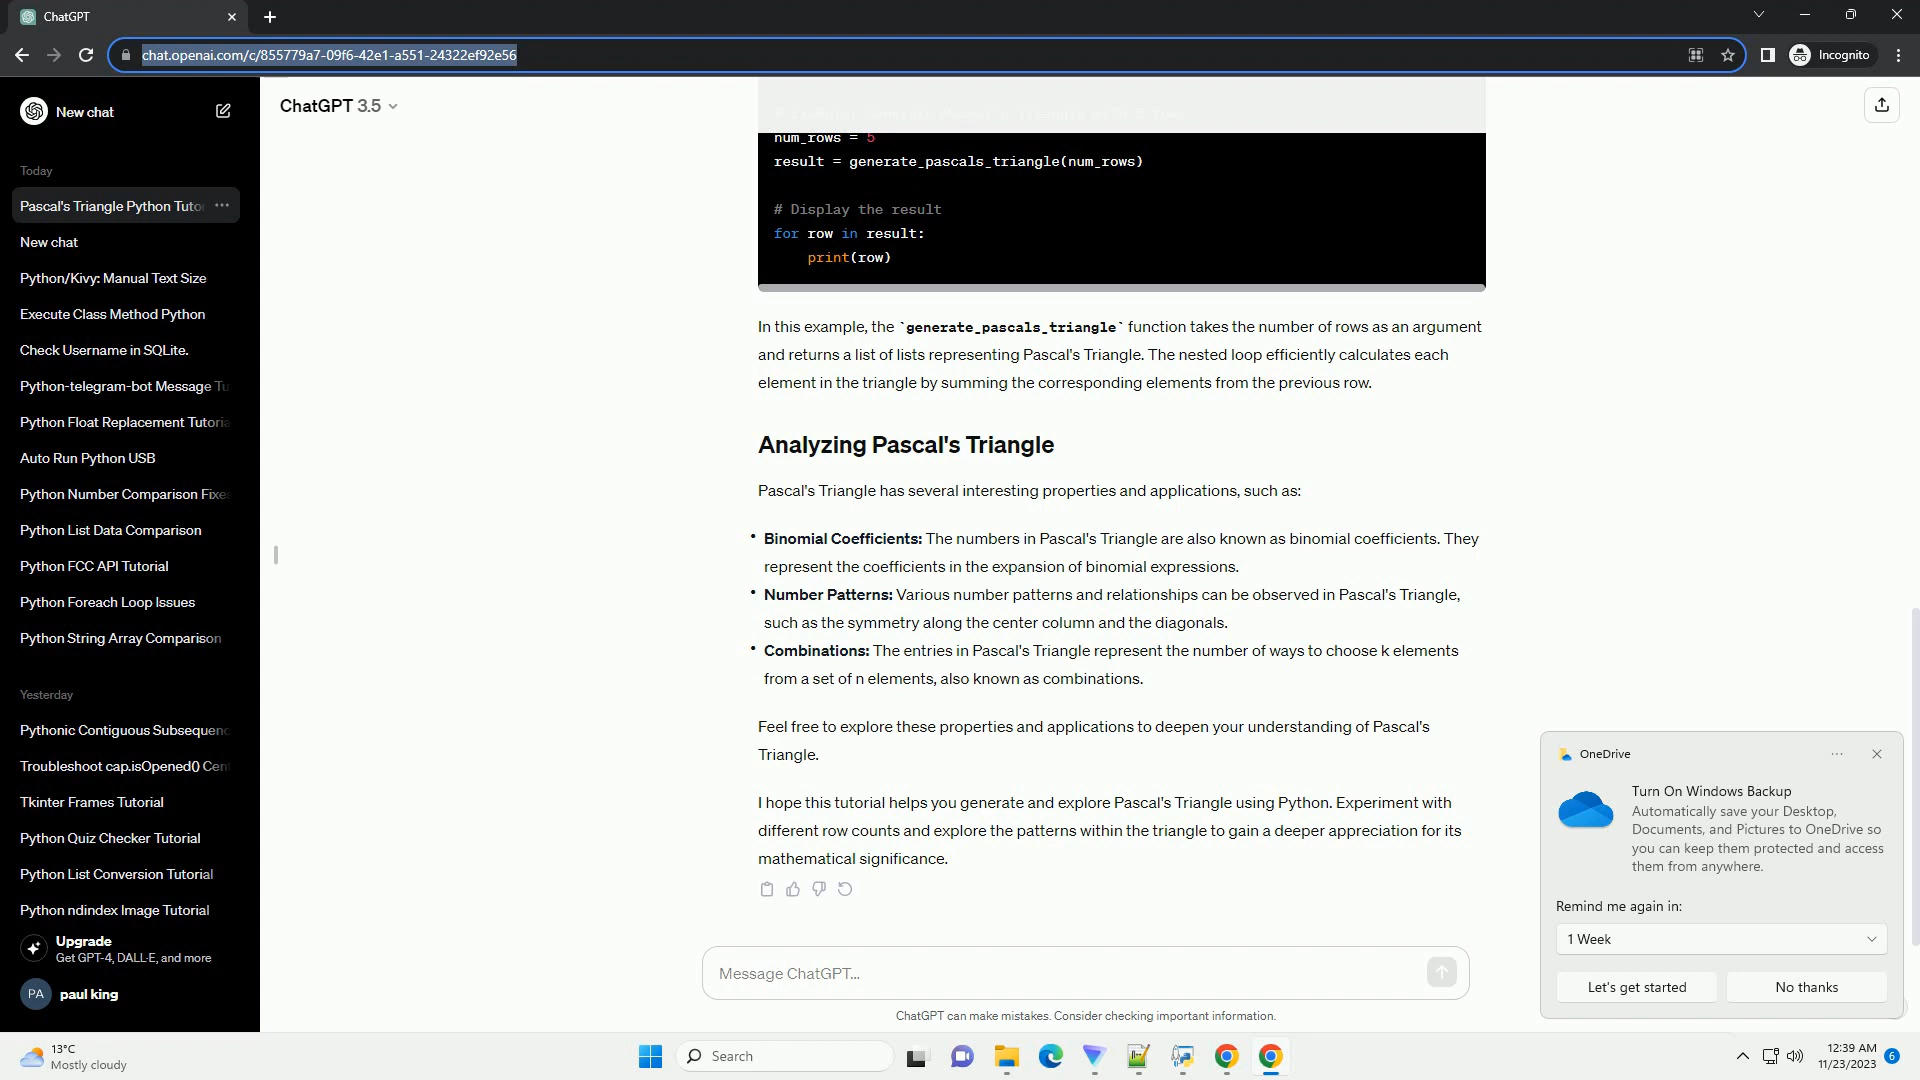 ChatGPT
chat.openai.com/c/855779a7-09f6-42e1-a551-24322ef92e56
Incognito
New chat
Today
Pascal's Triangle Python Tuto
New chat
Python/Kivy: Manual Text Size
Execute Class Method Python
Check Username in SQLite.
Python-telegram-bot Message Tu
Python Float Replacement Tutoria
Auto Run Python USB
Python Number Comparison Fixe
Python List Data Comparison
Python FCC API Tutorial
Python Foreach Loop Issues
Python String Array Comparison
Yesterday
Pythonic Contiguous Subsequenc
Troubleshoot cap.isOpened() Cen
Tkinter Frames Tutorial
Python Quiz Checker Tutorial
Python List Conversion Tutorial
Python ndindex Image Tutorial
Upgrade
Get GPT-4, DALL·E, and more
PA paul king
ChatGPT 3.5
num_rows = 5
result = generate_pascals_triangle(num_rows)
# Display the result
for row in result:
print(row)
In this example, the `generate_pascals_triangle` function takes the number of rows as an argument
and returns a list of lists representing Pascal's Triangle. The nested loop efficiently calculates each
element in the triangle by summing the corresponding elements from the previous row.
Analyzing Pascal's Triangle
Pascal's Triangle has several interesting properties and applications, such as:
• Binomial Coefficients: The numbers in Pascal's Triangle are also known as binomial coefficients. They
represent the coefficients in the expansion of binomial expressions.
• Number Patterns: Various number patterns and relationships can be observed in Pascal's Triangle,
such as the symmetry along the center column and the diagonals.
• Combinations: The entries in Pascal's Triangle represent the number of ways to choose k elements
from a set of n elements, also known as combinations.
Feel free to explore these properties and applications to deepen your understanding of Pascal's
Triangle.
I hope this tutorial helps you generate and explore Pascal's Triangle using Python. Experiment with
different row counts and explore the patterns within the triangle to gain a deeper appreciation for its
mathematical significance.
Message ChatGPT...
ChatGPT can make mistakes. Consider checking important information.
OneDrive
Turn On Windows Backup
Automatically save your Desktop,
Documents, and Pictures to OneDrive so
you can keep them protected and access
them from anywhere.
Remind me again in:
1 Week
Let's get started
No thanks
13°C
Mostly cloudy
Search
12:39 AM
11/23/2023
6